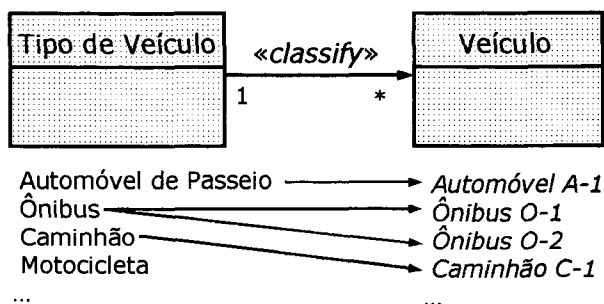 Tipo de Veículo «classify» Veículo
1 *
Automóvel de Passeio Automóvel A-1
Ônibus Ônibus O-1
Caminhão Ônibus O-2
Motocicleta Caminhão C-1
... ...